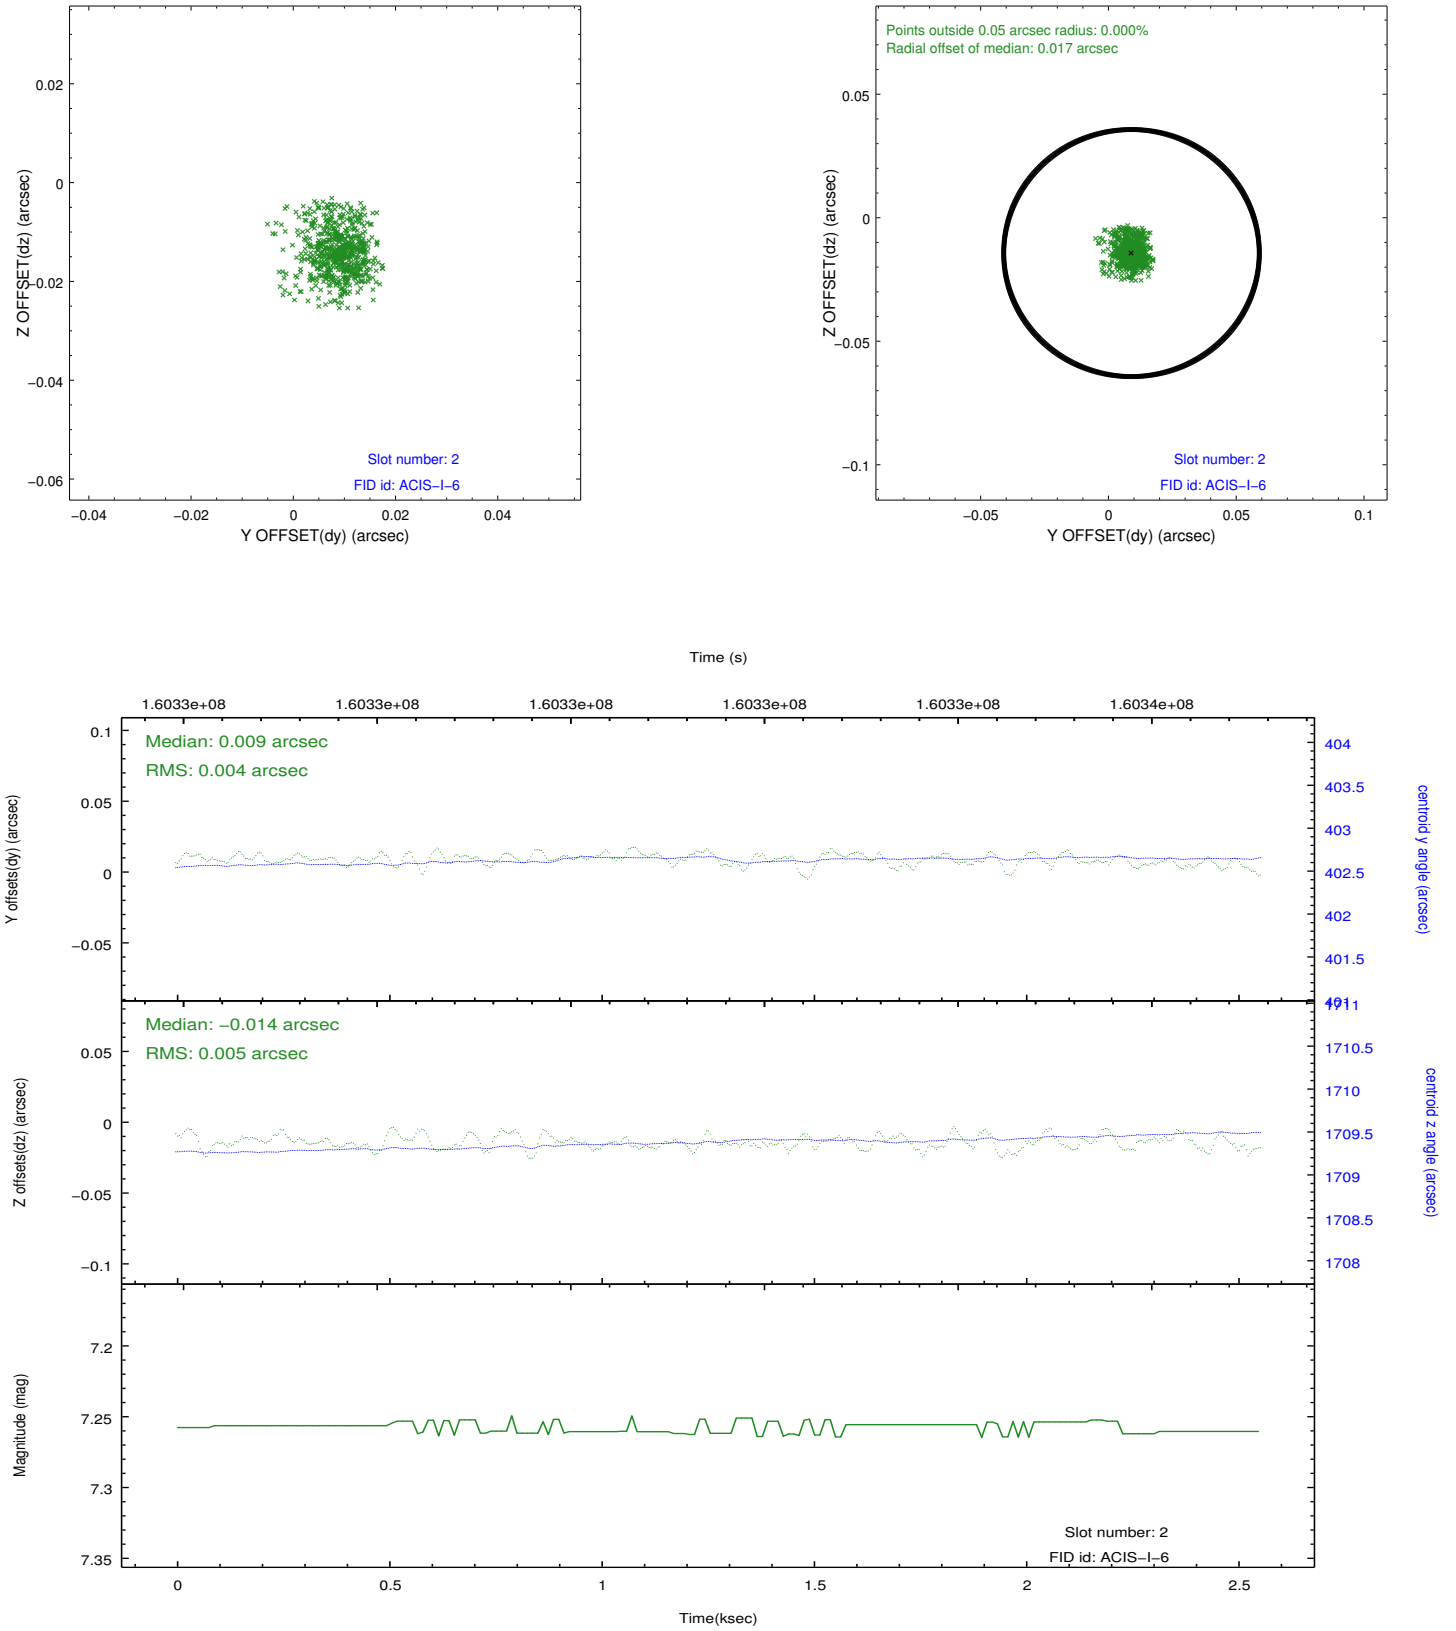 0.02
0
−0.02
−0.04
−0.06
Z OFFSET(dz) (arcsec)
Slot number: 2
FID id: ACIS−I−6
−0.04
−0.02
0
0.02
0.04
Y OFFSET(dy) (arcsec)
Points outside 0.05 arcsec radius: 0.000%
Radial offset of median: 0.017 arcsec
0.05
0
−0.05
−0.1
Z OFFSET(dz) (arcsec)
Slot number: 2
FID id: ACIS−I−6
−0.05
0
0.05
0.1
Y OFFSET(dy) (arcsec)
Time (s)
1.6033e+08
1.6033e+08
1.6033e+08
1.6033e+08
1.6033e+08
1.6034e+08
Median: 0.009 arcsec
RMS: 0.004 arcsec
0.1
0.05
0
−0.05
Y offsets(dy) (arcsec)
404
403.5
403
402.5
402
401.5
401
centroid y angle (arcsec)
Median: −0.014 arcsec
RMS: 0.005 arcsec
0.05
0
−0.05
−0.1
Z offsets(dz) (arcsec)
1711
1710.5
1710
1709.5
1709
1708.5
1708
centroid z angle (arcsec)
7.2
7.25
7.3
7.35
Magnitude (mag)
Slot number: 2
FID id: ACIS−I−6
0
0.5
1
1.5
2
2.5
Time(ksec)